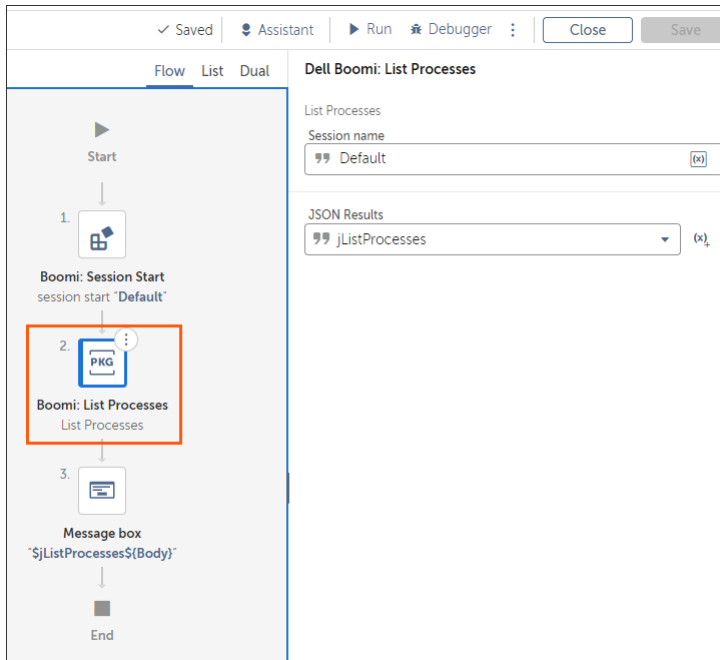 Saved Assistant Run Debugger Close Save
Flow List Dual
Start
1.
Boomi: Session Start
session start "Default"
2.
PKG
Boomi: List Processes
List Processes
3.
Message box
"$jListProcesses${Body}"
End
Dell Boomi: List Processes
List Processes
Session name
Default (x)
JSON Results
jListProcesses (x)+